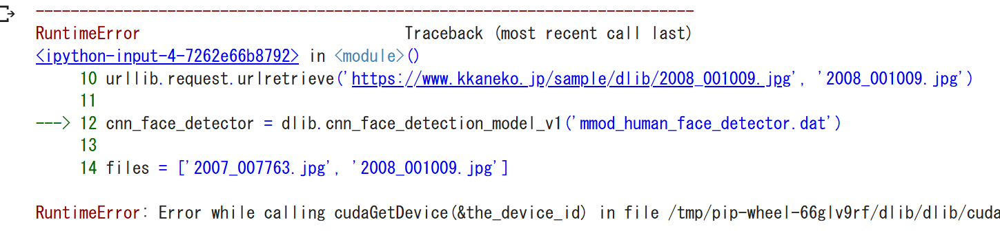 ---------------------------------------------------------------------------
RuntimeError                              Traceback (most recent call last)
<ipython-input-4-7262e66b8792> in <module>()
     10 urllib.request.urlretrieve('https://www.kkaneko.jp/sample/dlib/2008_001009.jpg', '2008_001009.jpg')
     11
---> 12 cnn_face_detector = dlib.cnn_face_detection_model_v1('mmod_human_face_detector.dat')
     13
     14 files = ['2007_007763.jpg', '2008_001009.jpg']
RuntimeError: Error while calling cudaGetDevice(&the_device_id) in file /tmp/pip-wheel-66glv9rf/dlib/dlib/cuda